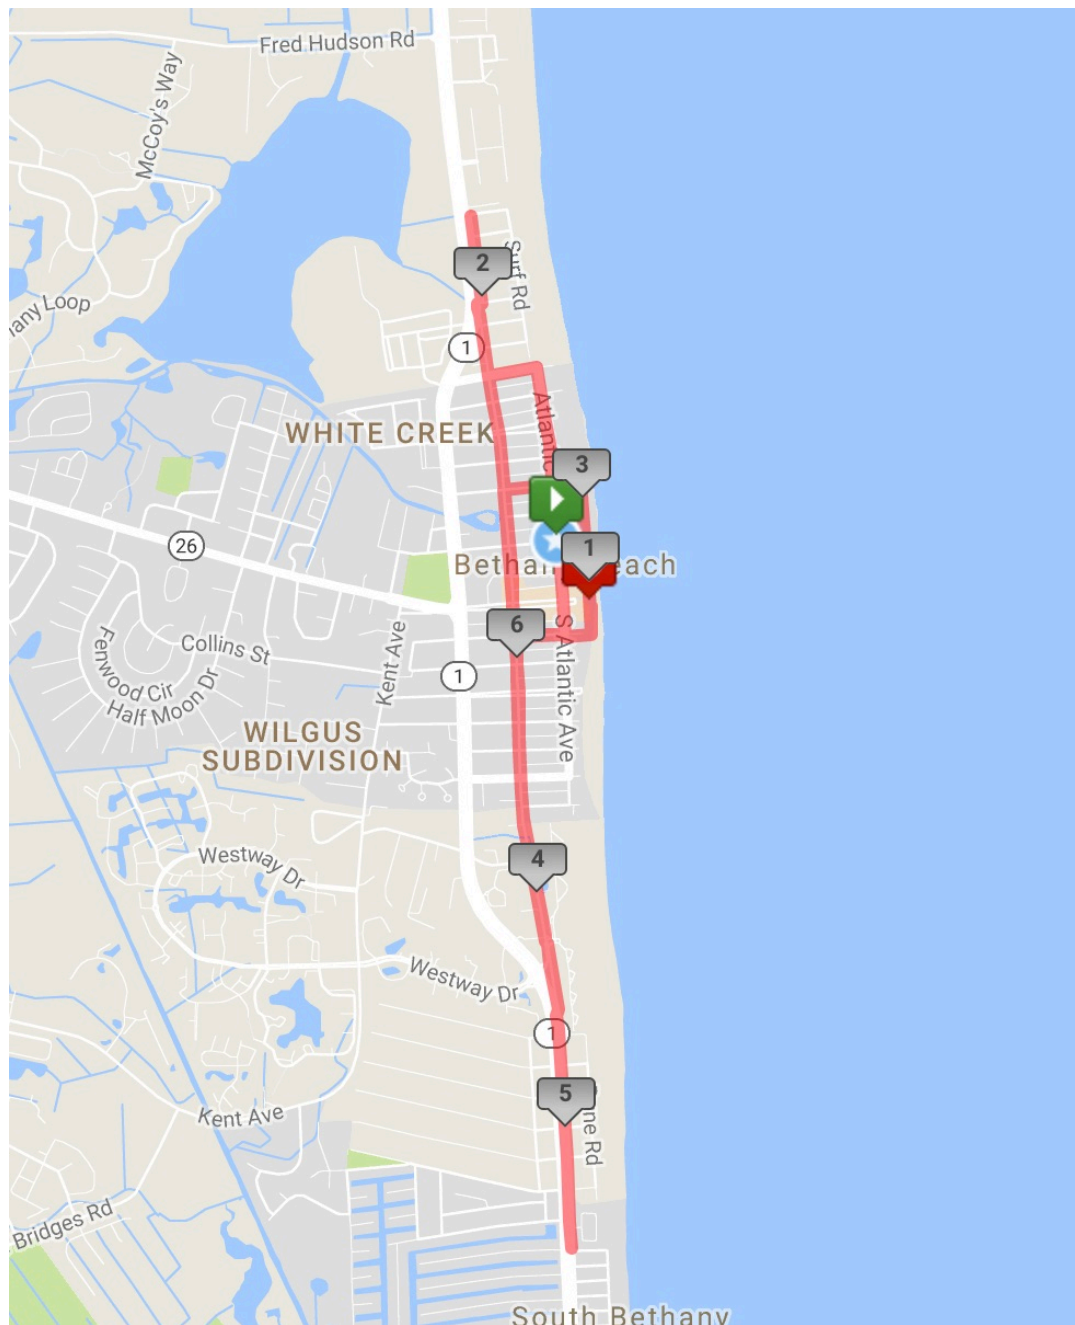 Fred Hudson Rd
McCoy's Way
Surf Rd
2
any Loop
1
Atlantic
WHITE CREEK
3
26
1
Bethan each
6
S Atlantic Ave
Collins St
Kent Ave
Fenwood Cir
Half Moon Dr
1
WILGUS
SUBDIVISION
4
Westway Dr
Westway Dr
1
5
Kent Ave
ne Rd
Bridges Rd
South Bethany